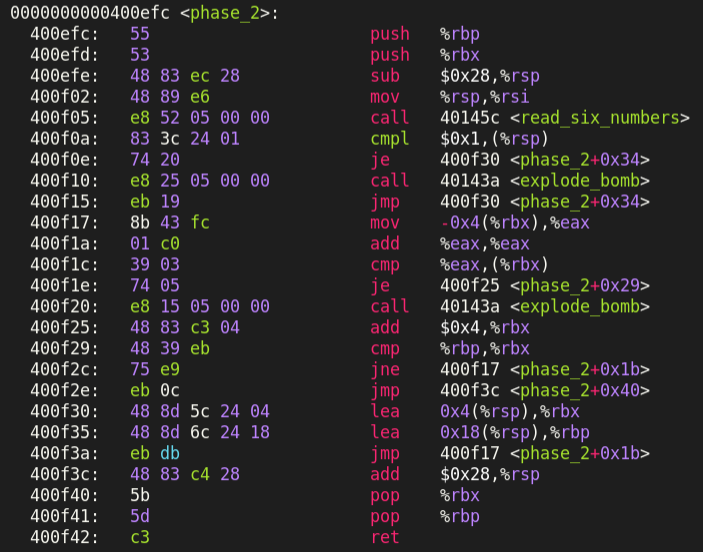 0000000000400efc <phase_2>:
400efc: 55 push %rbp
400efd: 53 push %rbx
400efe: 48 83 ec 28 sub $0x28,%rsp
400f02: 48 89 e6 mov %rsp,%rsi
400f05: e8 52 05 00 00 call 40145c <read_six_numbers>
400f0a: 83 3c 24 01 cmpl $0x1,(%rsp)
400f0e: 74 20 je 400f30 <phase_2+0x34>
400f10: e8 25 05 00 00 call 40143a <explode_bomb>
400f15: eb 19 jmp 400f30 <phase_2+0x34>
400f17: 8b 43 fc mov -0x4(%rbx),%eax
400f1a: 01 c0 add %eax,%eax
400f1c: 39 03 cmp %eax,(%rbx)
400f1e: 74 05 je 400f25 <phase_2+0x29>
400f20: e8 15 05 00 00 call 40143a <explode_bomb>
400f25: 48 83 c3 04 add $0x4,%rbx
400f29: 48 39 eb cmp %rbp,%rbx
400f2c: 75 e9 jne 400f17 <phase_2+0x1b>
400f2e: eb 0c jmp 400f3c <phase_2+0x40>
400f30: 48 8d 5c 24 04 lea 0x4(%rsp),%rbx
400f35: 48 8d 6c 24 18 lea 0x18(%rsp),%rbp
400f3a: eb db jmp 400f17 <phase_2+0x1b>
400f3c: 48 83 c4 28 add $0x28,%rsp
400f40: 5b pop %rbx
400f41: 5d pop %rbp
400f42: c3 ret